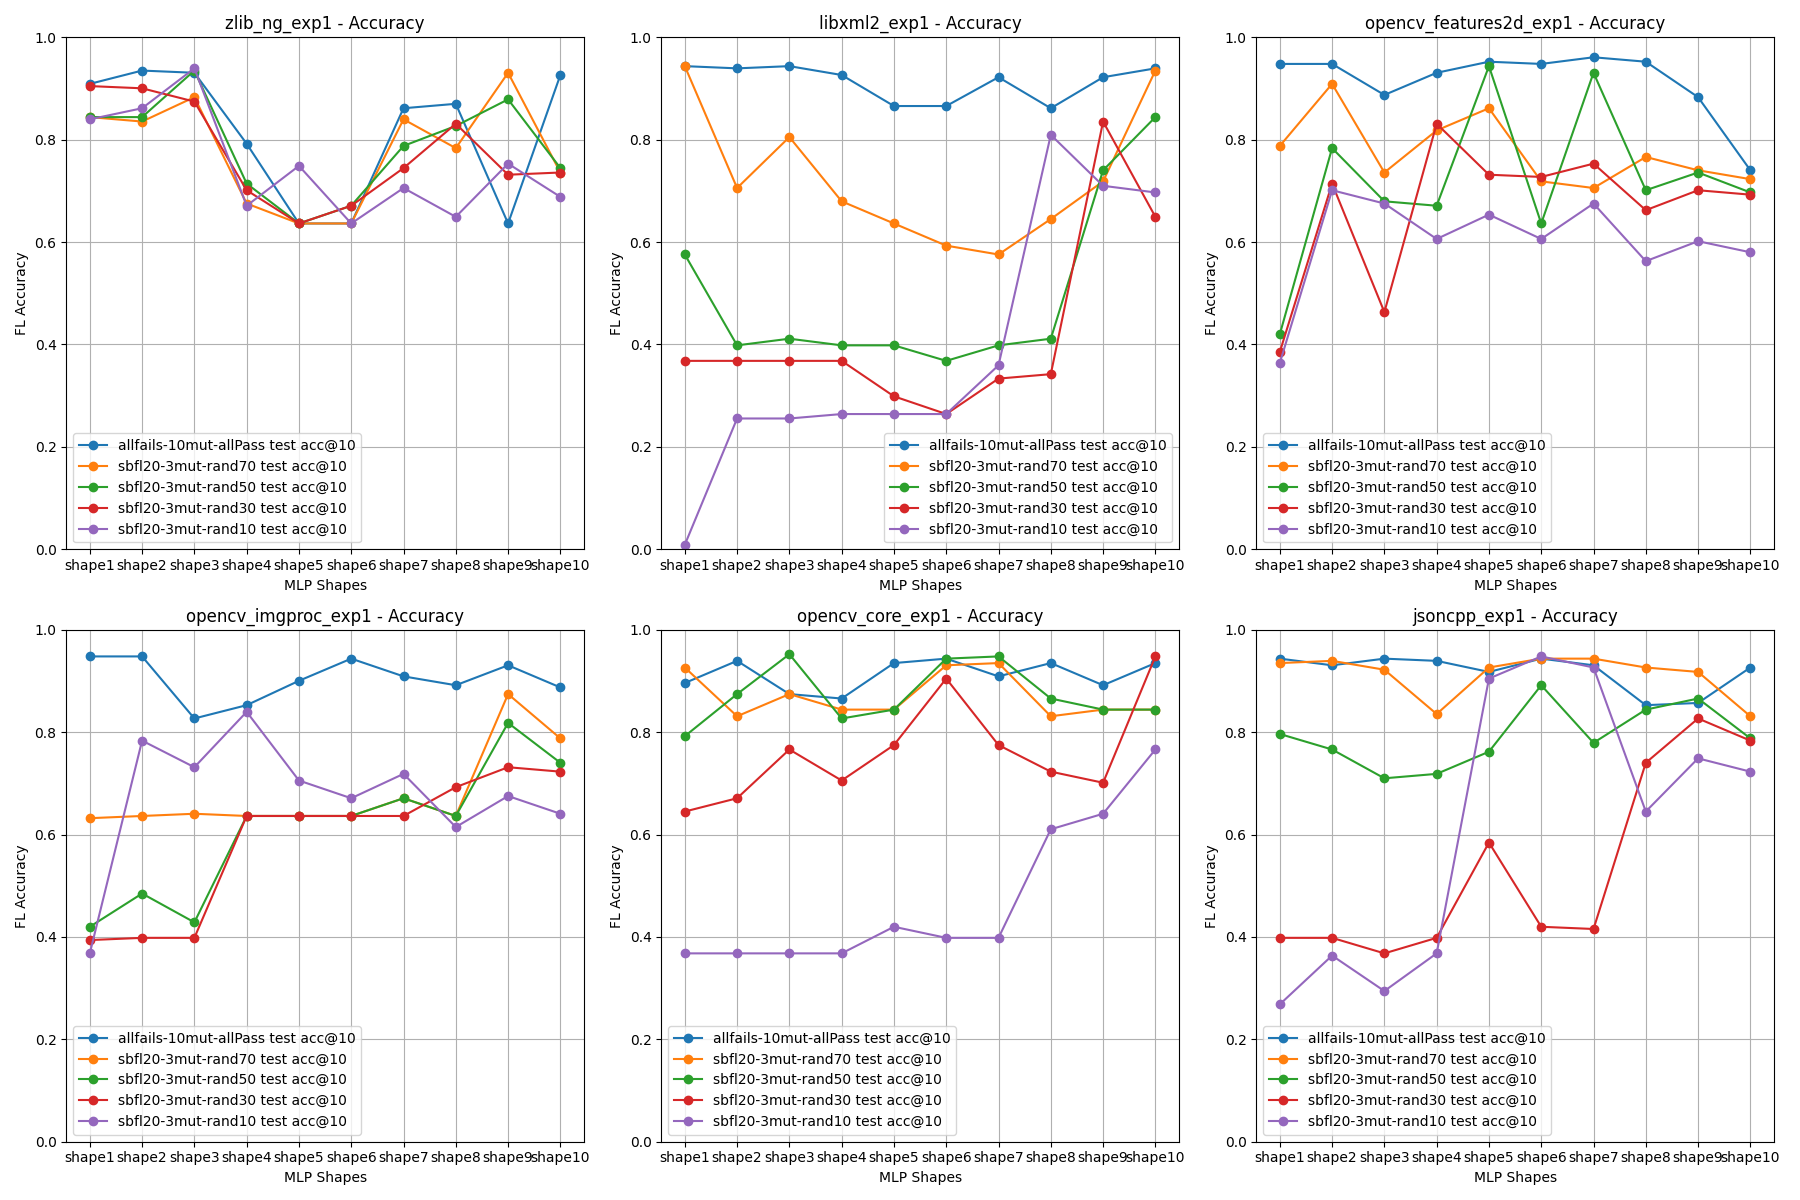 zlib_ng_exp1 - Accuracy
1.0
0.8
0.6
0.4
0.2
0.0
FL Accuracy
allfails-10mut-allPass test acc@10
sbfl20-3mut-rand70 test acc@10
sbfl20-3mut-rand50 test acc@10
sbfl20-3mut-rand30 test acc@10
sbfl20-3mut-rand10 test acc@10
shape1 shape2 shape3 shape4 shape5 shape6 shape7 shape8 shape9 shape10
MLP Shapes
libxml2_exp1 - Accuracy
1.0
0.8
0.6
0.4
0.2
0.0
FL Accuracy
allfails-10mut-allPass test acc@10
sbfl20-3mut-rand70 test acc@10
sbfl20-3mut-rand50 test acc@10
sbfl20-3mut-rand30 test acc@10
sbfl20-3mut-rand10 test acc@10
shape1 shape2 shape3 shape4 shape5 shape6 shape7 shape8 shape9 shape10
MLP Shapes
opencv_features2d_exp1 - Accuracy
1.0
0.8
0.6
0.4
0.2
0.0
FL Accuracy
allfails-10mut-allPass test acc@10
sbfl20-3mut-rand70 test acc@10
sbfl20-3mut-rand50 test acc@10
sbfl20-3mut-rand30 test acc@10
sbfl20-3mut-rand10 test acc@10
shape1 shape2 shape3 shape4 shape5 shape6 shape7 shape8 shape9 shape10
MLP Shapes
opencv_imgproc_exp1 - Accuracy
1.0
0.8
0.6
0.4
0.2
0.0
FL Accuracy
allfails-10mut-allPass test acc@10
sbfl20-3mut-rand70 test acc@10
sbfl20-3mut-rand50 test acc@10
sbfl20-3mut-rand30 test acc@10
sbfl20-3mut-rand10 test acc@10
shape1 shape2 shape3 shape4 shape5 shape6 shape7 shape8 shape9 shape10
MLP Shapes
opencv_core_exp1 - Accuracy
1.0
0.8
0.6
0.4
0.2
0.0
FL Accuracy
allfails-10mut-allPass test acc@10
sbfl20-3mut-rand70 test acc@10
sbfl20-3mut-rand50 test acc@10
sbfl20-3mut-rand30 test acc@10
sbfl20-3mut-rand10 test acc@10
shape1 shape2 shape3 shape4 shape5 shape6 shape7 shape8 shape9 shape10
MLP Shapes
jsoncpp_exp1 - Accuracy
1.0
0.8
0.6
0.4
0.2
0.0
FL Accuracy
allfails-10mut-allPass test acc@10
sbfl20-3mut-rand70 test acc@10
sbfl20-3mut-rand50 test acc@10
sbfl20-3mut-rand30 test acc@10
sbfl20-3mut-rand10 test acc@10
shape1 shape2 shape3 shape4 shape5 shape6 shape7 shape8 shape9 shape10
MLP Shapes